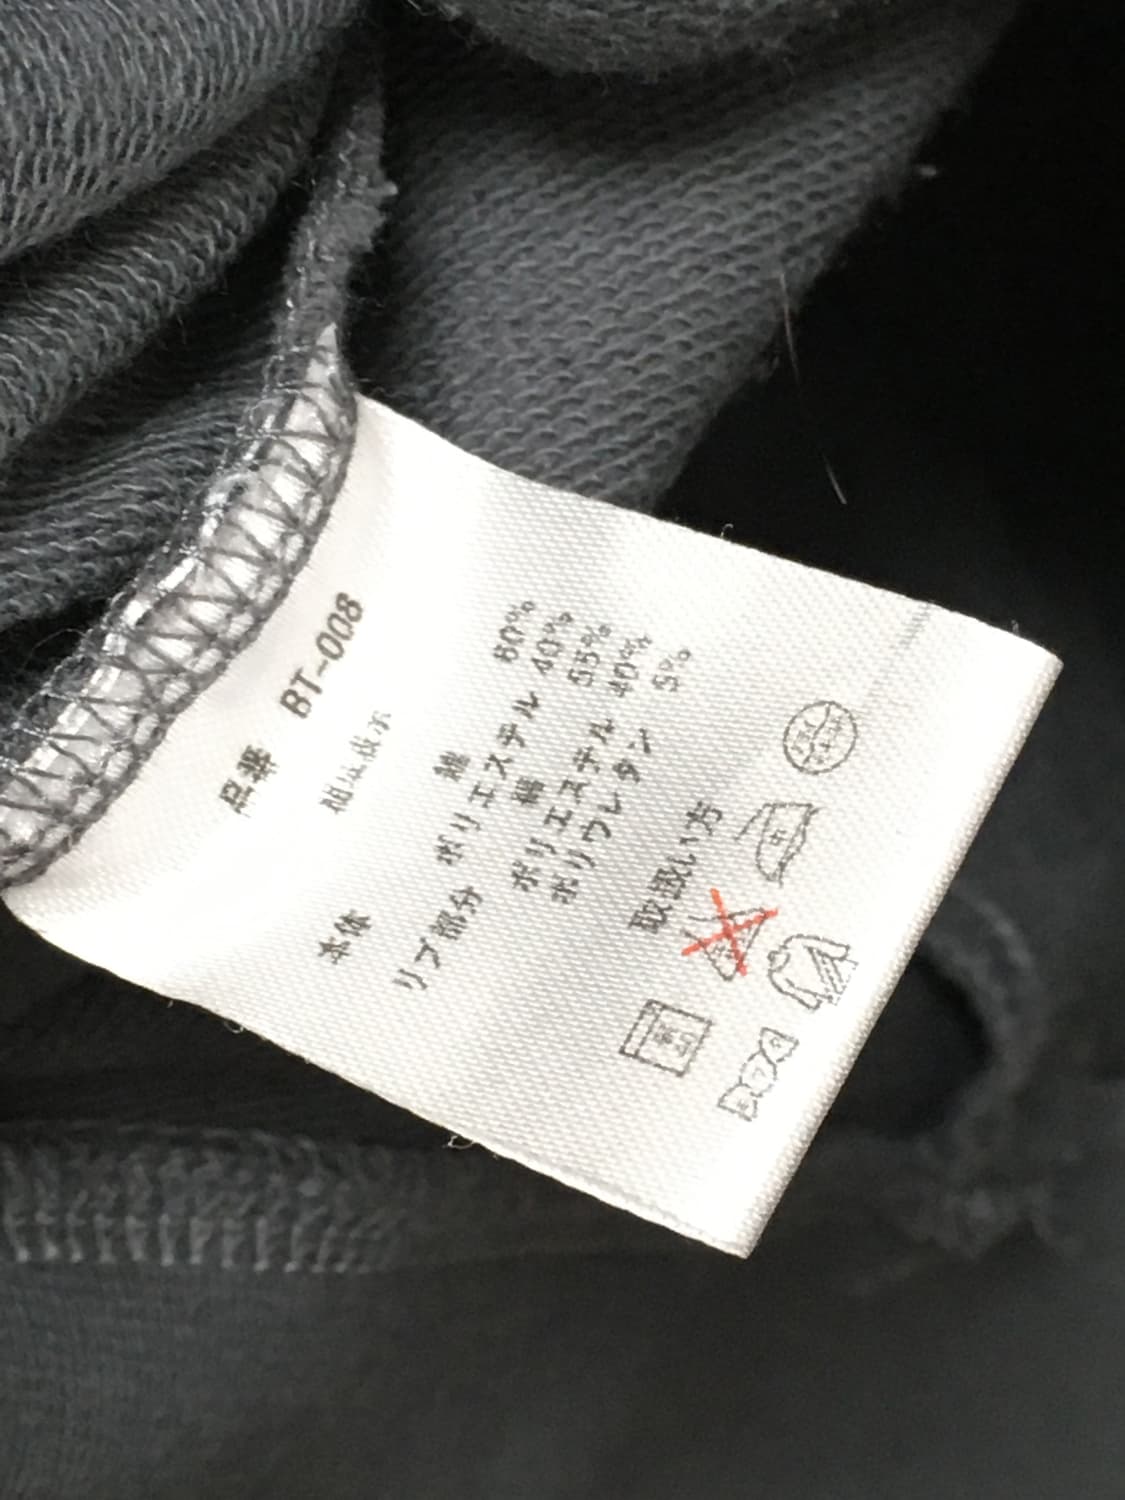 品番 BT-008
組成表示
本体 綿 60%
ポリエステル 40%
リブ部分 綿 55%
ポリエステル 40%
ポリウレタン 5%
取扱い方